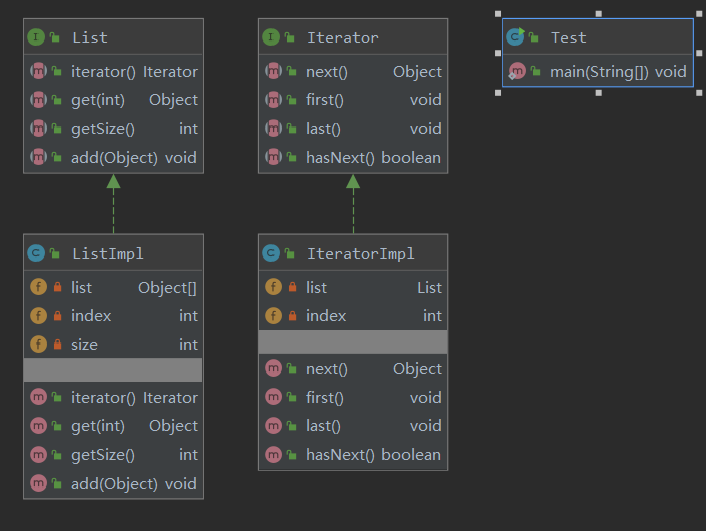 List
iterator() Iterator
get(int) Object
getSize() int
add(Object) void
Iterator
next() Object
first() void
last() void
hasNext() boolean
Test
main(String[]) void
ListImpl
list Object[]
index int
size int
iterator() Iterator
get(int) Object
getSize() int
add(Object) void
IteratorImpl
list List
index int
next() Object
first() void
last() void
hasNext() boolean